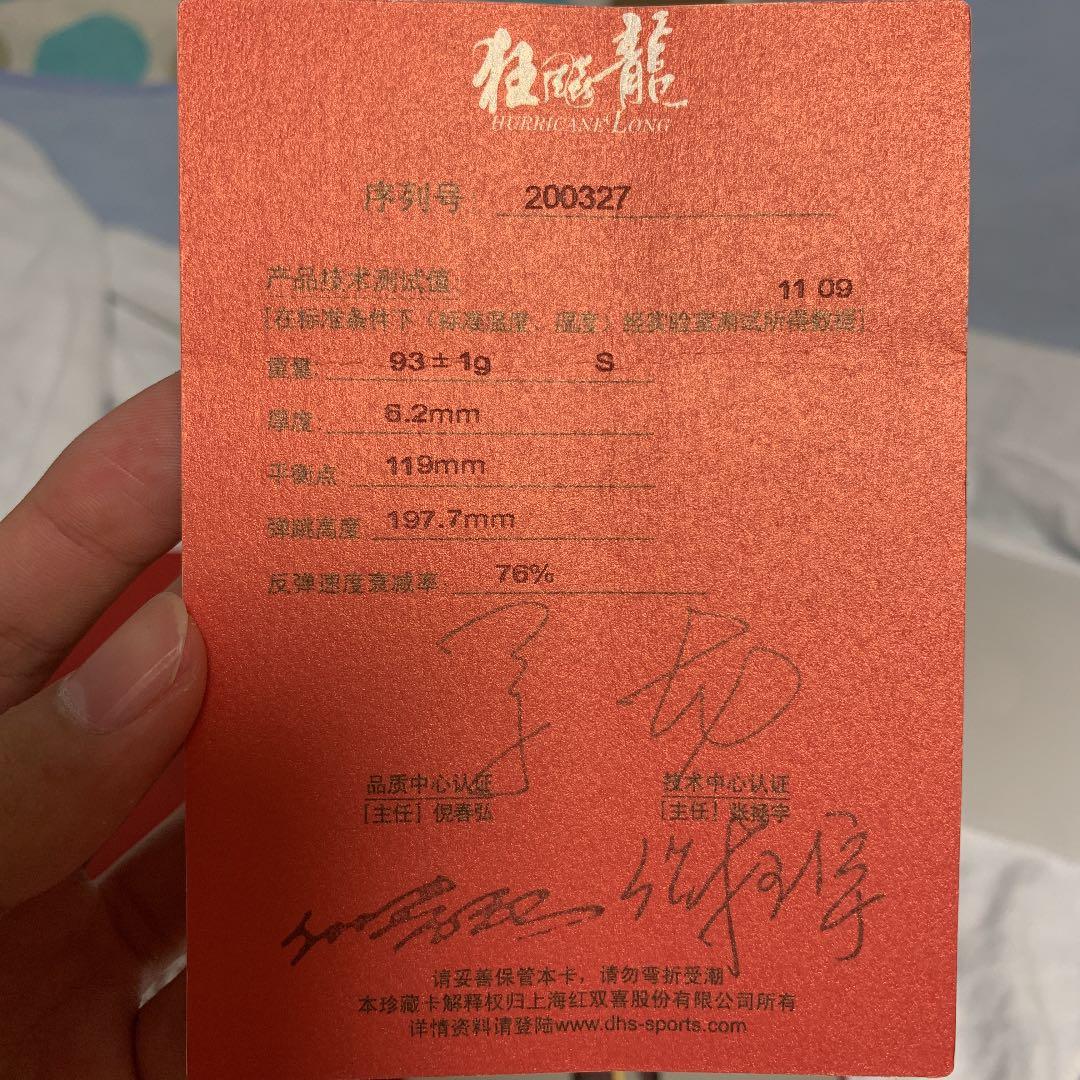 狂飚龍
HURRICANE LONG
序列号 200327
产品技术测试值 11 09
[在标准条件下（标准温度、湿度）经实验室测试所得数据]
重量 93±1g S
厚度 6.2mm
平衡点 119mm
弹跳高度 197.7mm
反弹速度衰减率 76%
品质中心认证 技术中心认证
[主任] 倪春弘 [主任] 张扬宇
请妥善保管本卡，请勿弯折受潮
本珍藏卡解释权归上海红双喜股份有限公司所有
详情资料请登陆www.dhs-sports.com